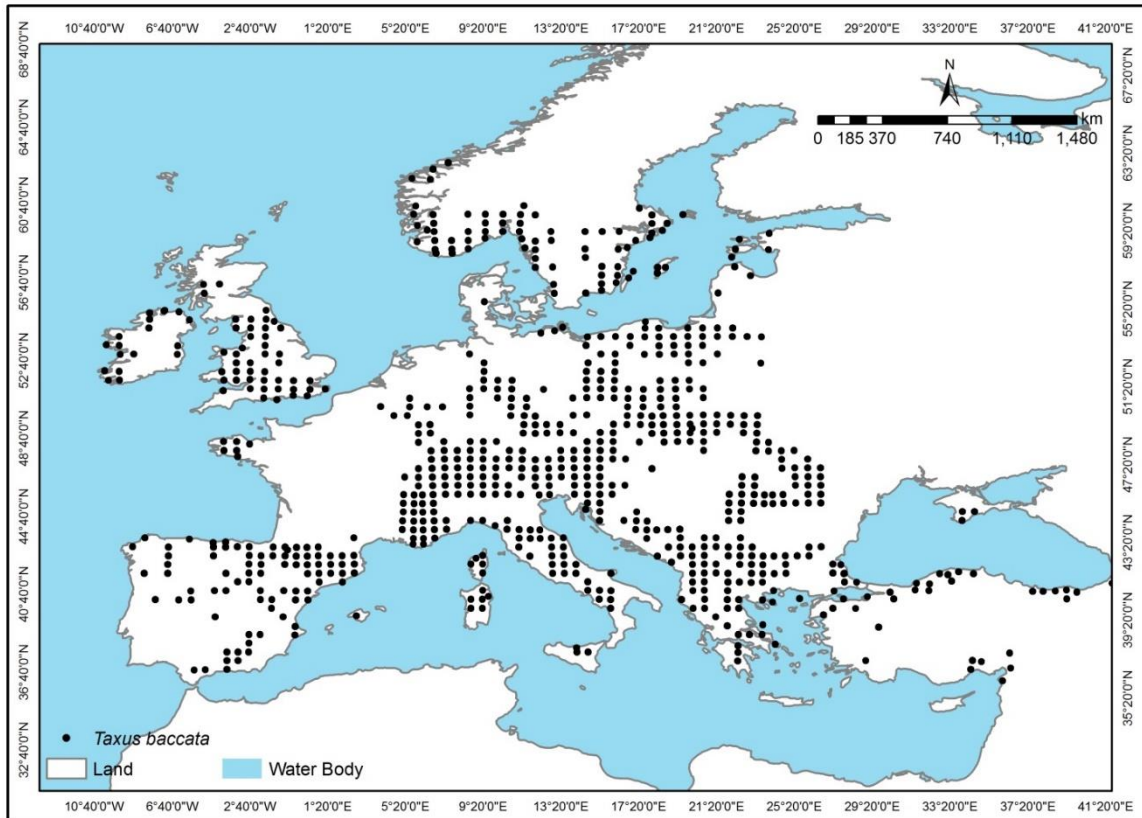 10°40'0"W 6°40'0"W 2°40'0"W 1°20'0"E 5°20'0"E 9°20'0"E 13°20'0"E 17°20'0"E 21°20'0"E 25°20'0"E 29°20'0"E 33°20'0"E 37°20'0"E 41°20'0"E
68°40'0"N
64°40'0"N
60°40'0"N
56°40'0"N
52°40'0"N
48°40'0"N
44°40'0"N
40°40'0"N
36°40'0"N
32°40'0"N
N
km
0 185 370 740 1,110 1,480
67°20'0"N
63°20'0"N
59°20'0"N
55°20'0"N
51°20'0"N
47°20'0"N
43°20'0"N
39°20'0"N
35°20'0"N
Taxus baccata
Land Water Body
10°40'0"W 6°40'0"W 2°40'0"W 1°20'0"E 5°20'0"E 9°20'0"E 13°20'0"E 17°20'0"E 21°20'0"E 25°20'0"E 29°20'0"E 33°20'0"E 37°20'0"E 41°20'0"E